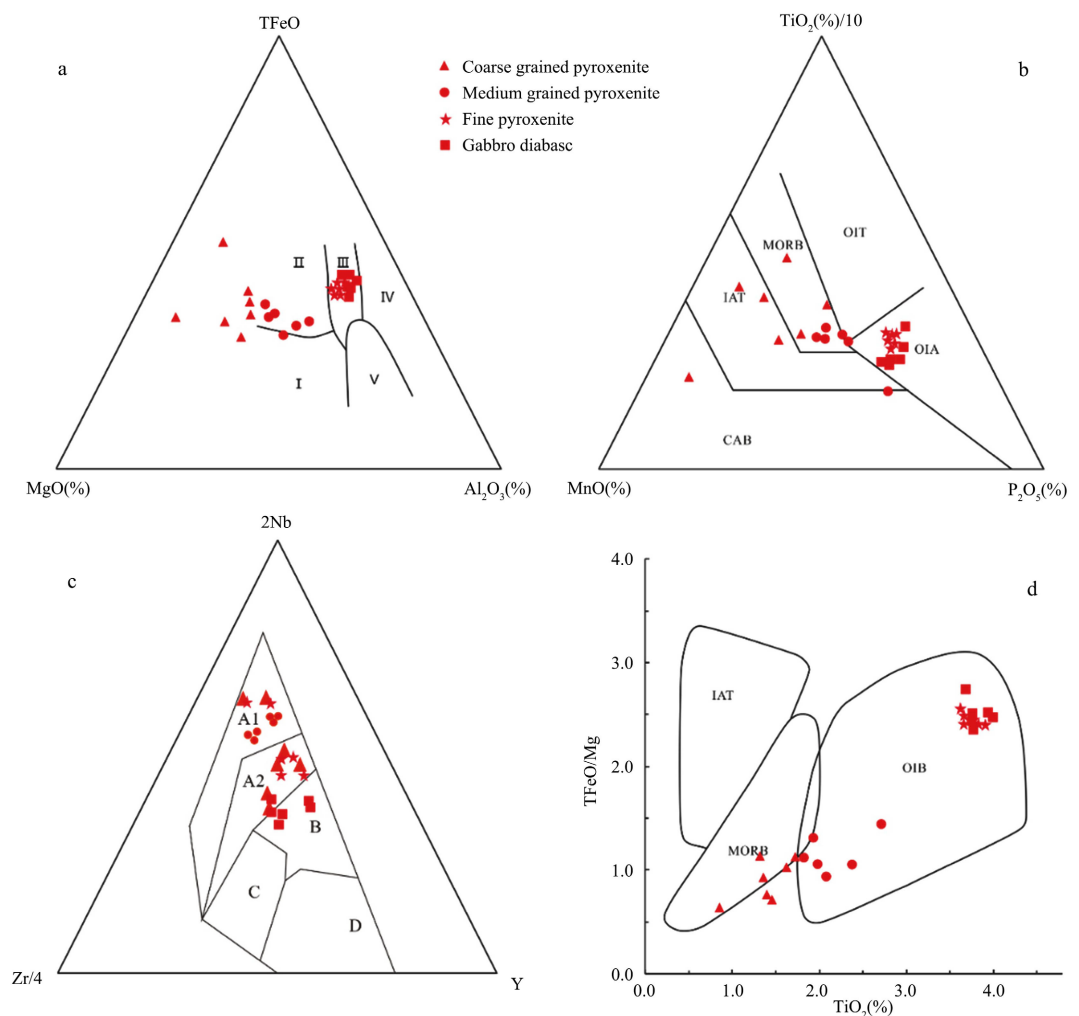 TFeO
a
Coarse grained pyroxenite
Medium grained pyroxenite
Fine pyroxenite
Gabbro diabasc
II
III
IV
I
V
MgO(%)
Al₂O₃(%)
TiO₂(%)/10
b
OIT
MORB
IAT
OIA
CAB
MnO(%)
P₂O₅(%)
2Nb
c
A1
A2
B
C
D
Zr/4
Y
d
4.0
3.0
2.0
1.0
0.0
TFeO/Mg
IAT
OIB
MORB
0.0 1.0 2.0 3.0 4.0
TiO₂(%)